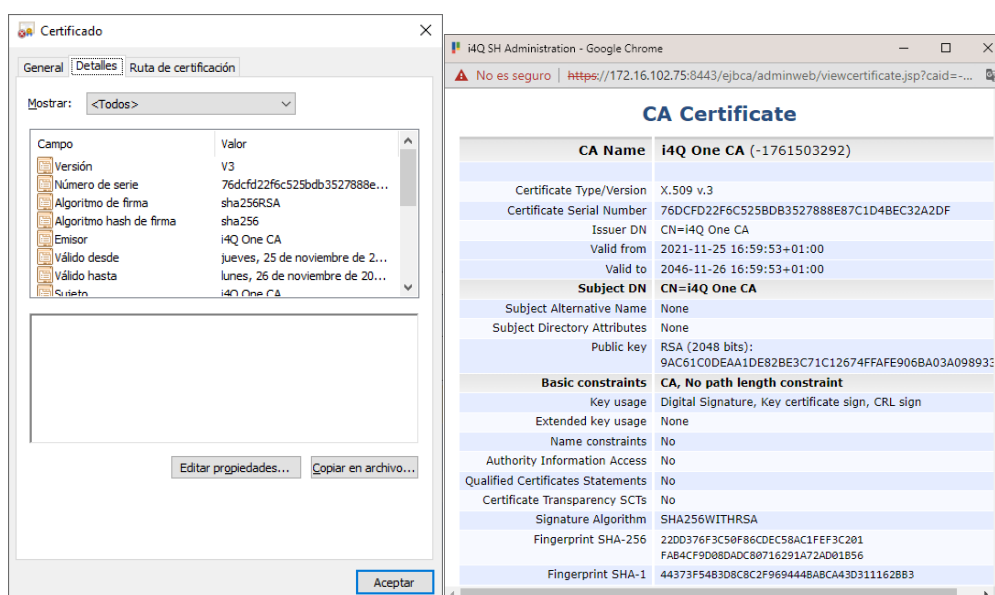 Certificado
General Detalles Ruta de certificación
Mostrar: <Todos>
Campo Valor
Versión V3
Número de serie 76dcfd22f6c525bdb3527888e...
Algoritmo de firma sha256RSA
Algoritmo hash de firma sha256
Emisor i4Q One CA
Válido desde jueves, 25 de noviembre de 2...
Válido hasta lunes, 26 de noviembre de 20...
Sujeto i4Q One CA
Editar propiedades... Copiar en archivo...
Aceptar
i4Q SH Administration - Google Chrome
No es seguro | https://172.16.102.75:8443/ejbca/adminweb/viewcertificate.jsp?caid=-...
CA Certificate
CA Name i4Q One CA (-1761503292)
Certificate Type/Version X.509 v.3
Certificate Serial Number 76DCFD22F6C525BDB3527888E87C1D4BEC32A2DF
Issuer DN CN=i4Q One CA
Valid from 2021-11-25 16:59:53+01:00
Valid to 2046-11-26 16:59:53+01:00
Subject DN CN=i4Q One CA
Subject Alternative Name None
Subject Directory Attributes None
Public key RSA (2048 bits):
9AC61C0DEAA1DE82BE3C71C12674FFAFE906BA03A098933
Basic constraints CA, No path length constraint
Key usage Digital Signature, Key certificate sign, CRL sign
Extended key usage None
Name constraints No
Authority Information Access No
Qualified Certificates Statements No
Certificate Transparency SCTs No
Signature Algorithm SHA256WITHRSA
Fingerprint SHA-256 22DD376F3C50F86CDEC58AC1FEF3C201
FAB4CF9D08DADC80716291A72AD01B56
Fingerprint SHA-1 44373F54B3D8C8C2F969444BABCA43D311162BB3